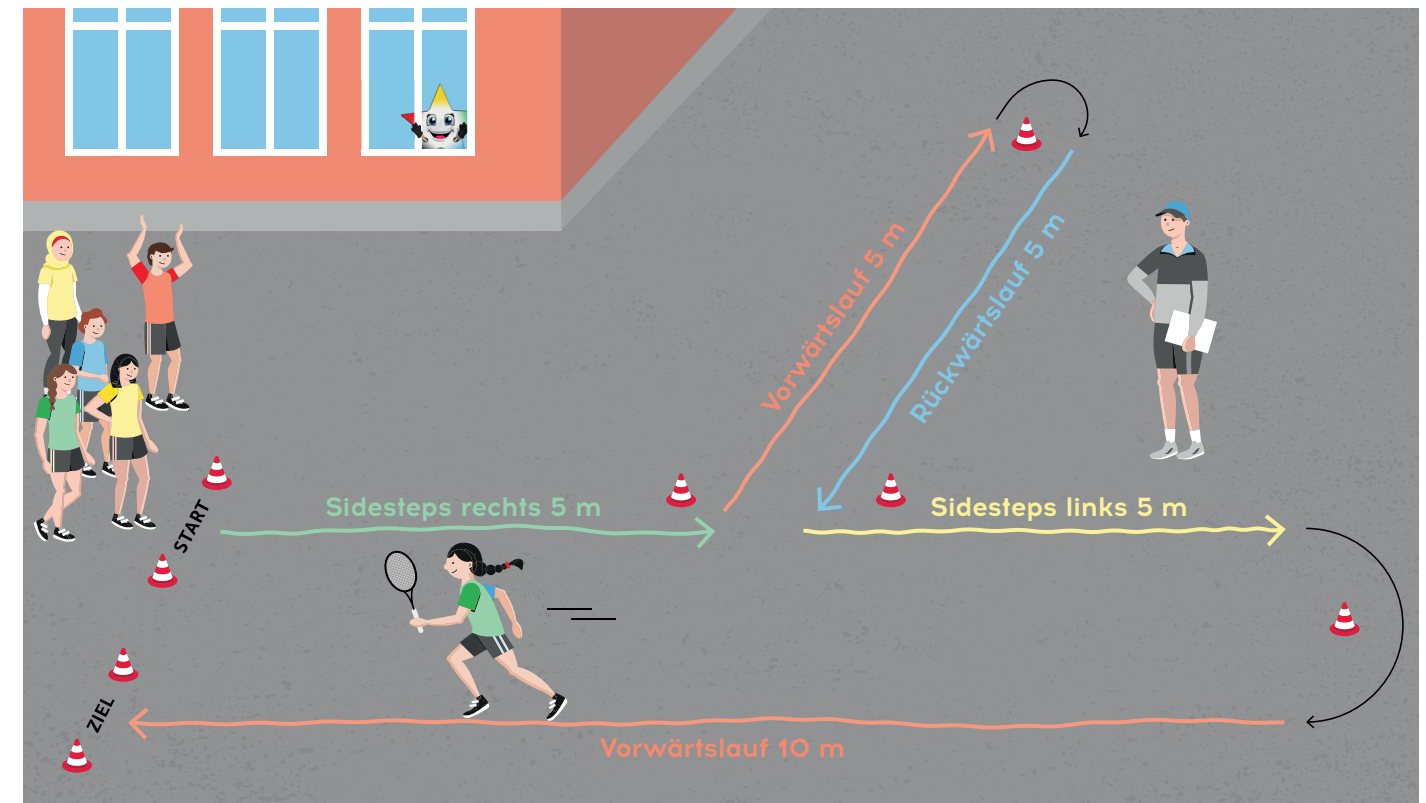 Vorwärtslauf 5 m
Rückwärtslauf 5 m
START
Sidesteps rechts 5 m
Sidesteps links 5 m
ZIEL
Vorwärtslauf 10 m